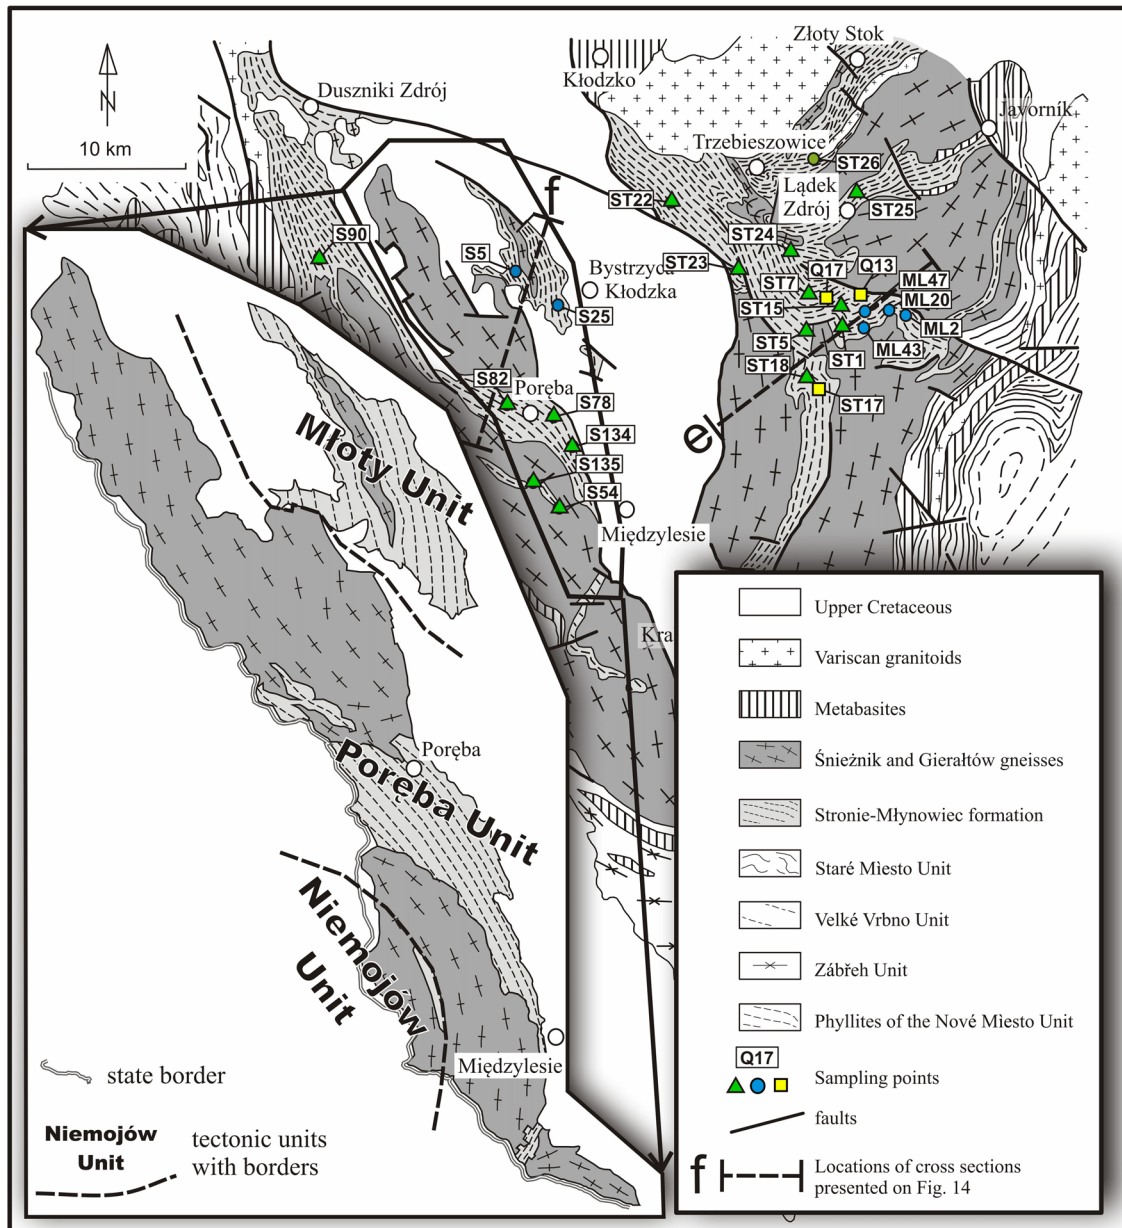 Złoty Stok
Kłodzko
Duszniki Zdrój
Javorník
N
10 km
Trzebieszowice
ST26
Lądek
Zdrój
ST22
ST25
f
S90
S5
ST24
ST23
Q17
Q13
Bystrzyca
Kłodzka
ST7
ML47
ML20
ST15
S25
ST5
ML2
ML43
ST1
ST18
S82
Poręba
S78
ST17
e
S134
S135
S54
Międzylesie
Młoty Unit
Kra
Poręba
Poręba Unit
Niemojów
Unit
Międzylesie
state border
Niemojów
Unit
tectonic units
with borders
Upper Cretaceous
Variscan granitoids
Metabasites
Śnieżnik and Gierałtów gneisses
Stronie-Młynowiec formation
Staré Mìesto Unit
Velké Vrbno Unit
Zábřeh Unit
Phyllites of the Nové Mìesto Unit
Q17
Sampling points
faults
f
Locations of cross sections
presented on Fig. 14